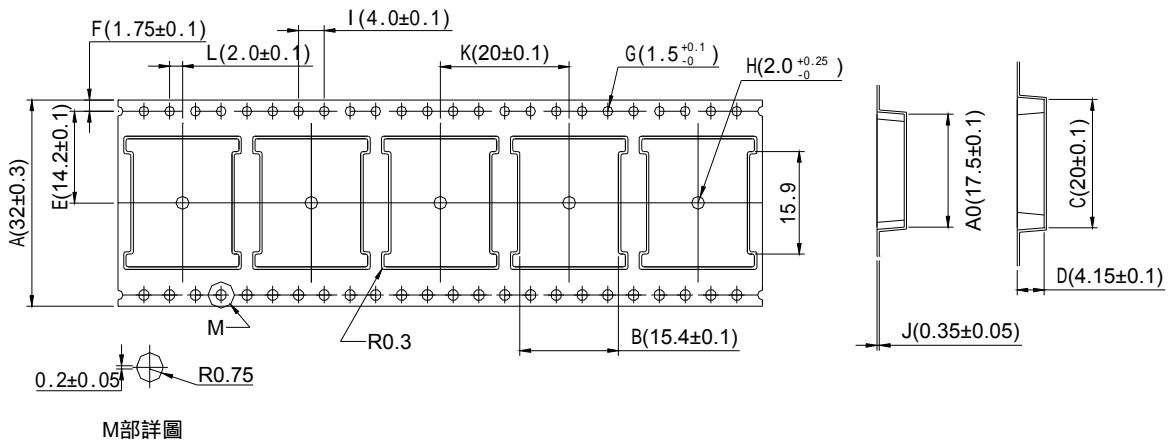 F(1.75±0.1)
I(4.0±0.1)
L(2.0±0.1)
K(20±0.1)
G(1.5 +0.1 -0 )
H(2.0 +0.25 -0 )
E(14.2±0.1)
A(32±0.3)
15.9
A0(17.5±0.1)
C(20±0.1)
D(4.15±0.1)
J(0.35±0.05)
M
R0.3
B(15.4±0.1)
0.2±0.05
R0.75
M部詳圖